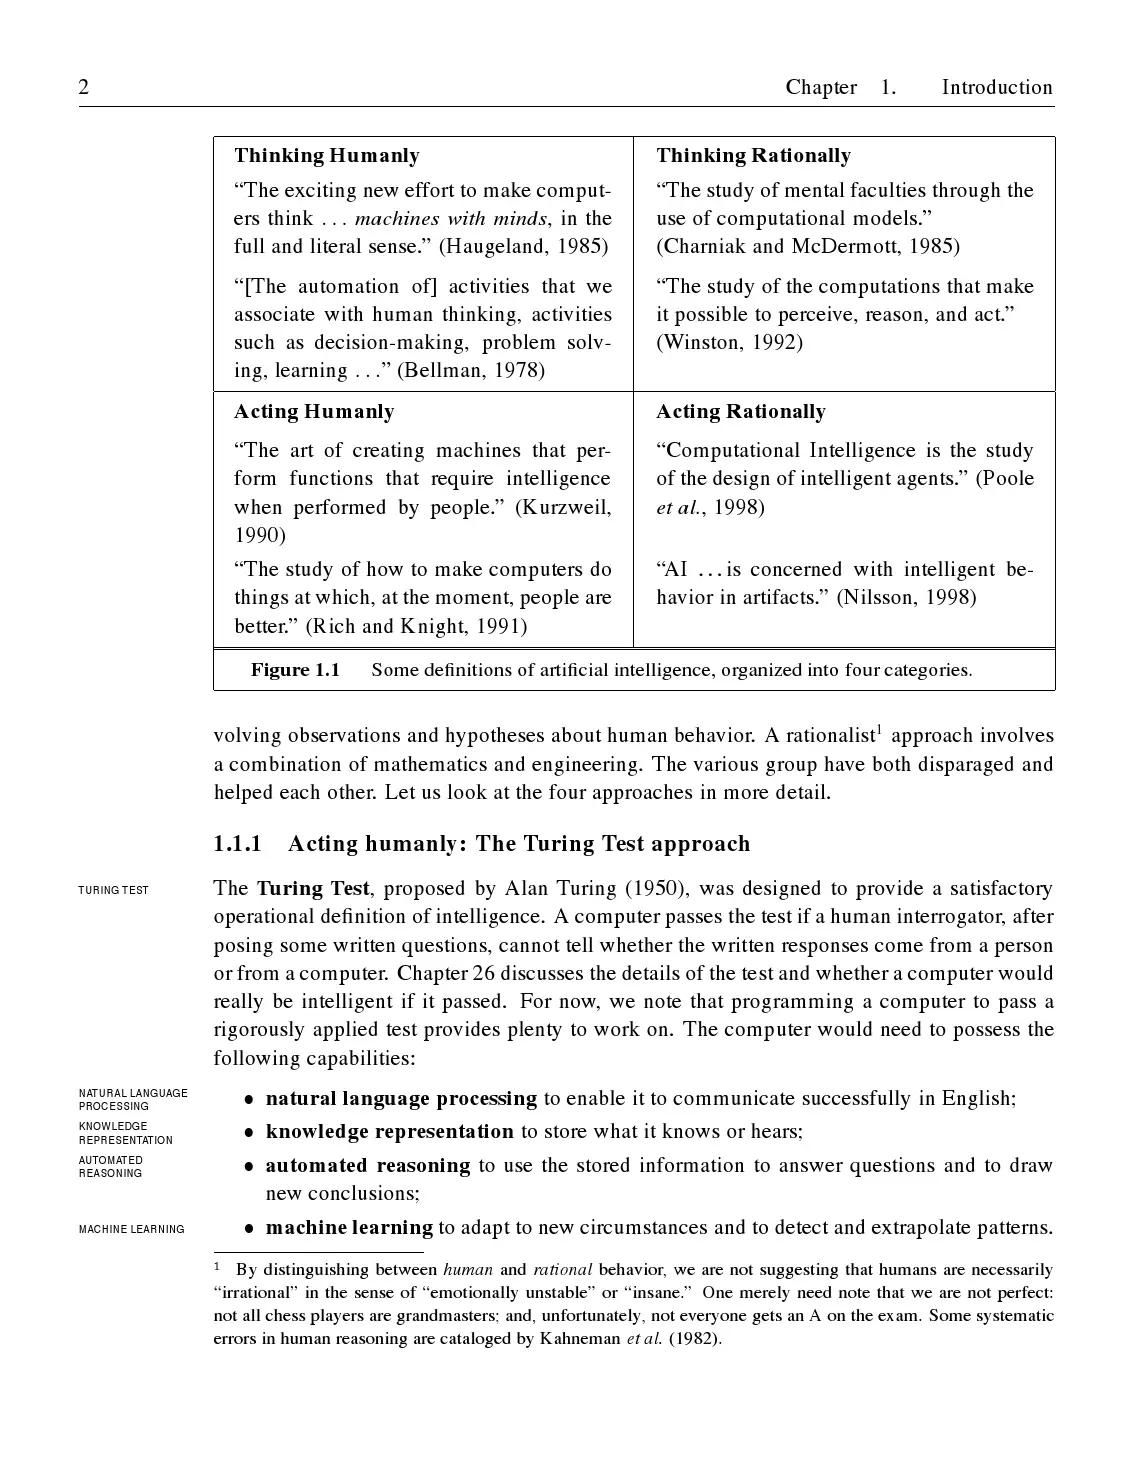 2
Chapter 1. Introduction
Thinking Humanly
“The exciting new effort to make comput-
ers think . . . machines with minds, in the
full and literal sense.” (Haugeland, 1985)
“[The automation of] activities that we
associate with human thinking, activities
such as decision-making, problem solv-
ing, learning . . .” (Bellman, 1978)
Thinking Rationally
“The study of mental faculties through the
use of computational models.”
(Charniak and McDermott, 1985)
“The study of the computations that make
it possible to perceive, reason, and act.”
(Winston, 1992)
Acting Humanly
“The art of creating machines that per-
form functions that require intelligence
when performed by people.” (Kurzweil,
1990)
“The study of how to make computers do
things at which, at the moment, people are
better.” (Rich and Knight, 1991)
Acting Rationally
“Computational Intelligence is the study
of the design of intelligent agents.” (Poole
et al., 1998)
“AI . . . is concerned with intelligent be-
havior in artifacts.” (Nilsson, 1998)
Figure 1.1 Some definitions of artificial intelligence, organized into four categories.
volving observations and hypotheses about human behavior. A rationalist¹ approach involves
a combination of mathematics and engineering. The various group have both disparaged and
helped each other. Let us look at the four approaches in more detail.
1.1.1 Acting humanly: The Turing Test approach
TURING TEST
The Turing Test, proposed by Alan Turing (1950), was designed to provide a satisfactory
operational definition of intelligence. A computer passes the test if a human interrogator, after
posing some written questions, cannot tell whether the written responses come from a person
or from a computer. Chapter 26 discusses the details of the test and whether a computer would
really be intelligent if it passed. For now, we note that programming a computer to pass a
rigorously applied test provides plenty to work on. The computer would need to possess the
following capabilities:
NATURAL LANGUAGE
PROCESSING
• natural language processing to enable it to communicate successfully in English;
KNOWLEDGE
REPRESENTATION
• knowledge representation to store what it knows or hears;
AUTOMATED
REASONING
• automated reasoning to use the stored information to answer questions and to draw
new conclusions;
MACHINE LEARNING
• machine learning to adapt to new circumstances and to detect and extrapolate patterns.
¹ By distinguishing between human and rational behavior, we are not suggesting that humans are necessarily
“irrational” in the sense of “emotionally unstable” or “insane.” One merely need note that we are not perfect:
not all chess players are grandmasters; and, unfortunately, not everyone gets an A on the exam. Some systematic
errors in human reasoning are cataloged by Kahneman et al. (1982).